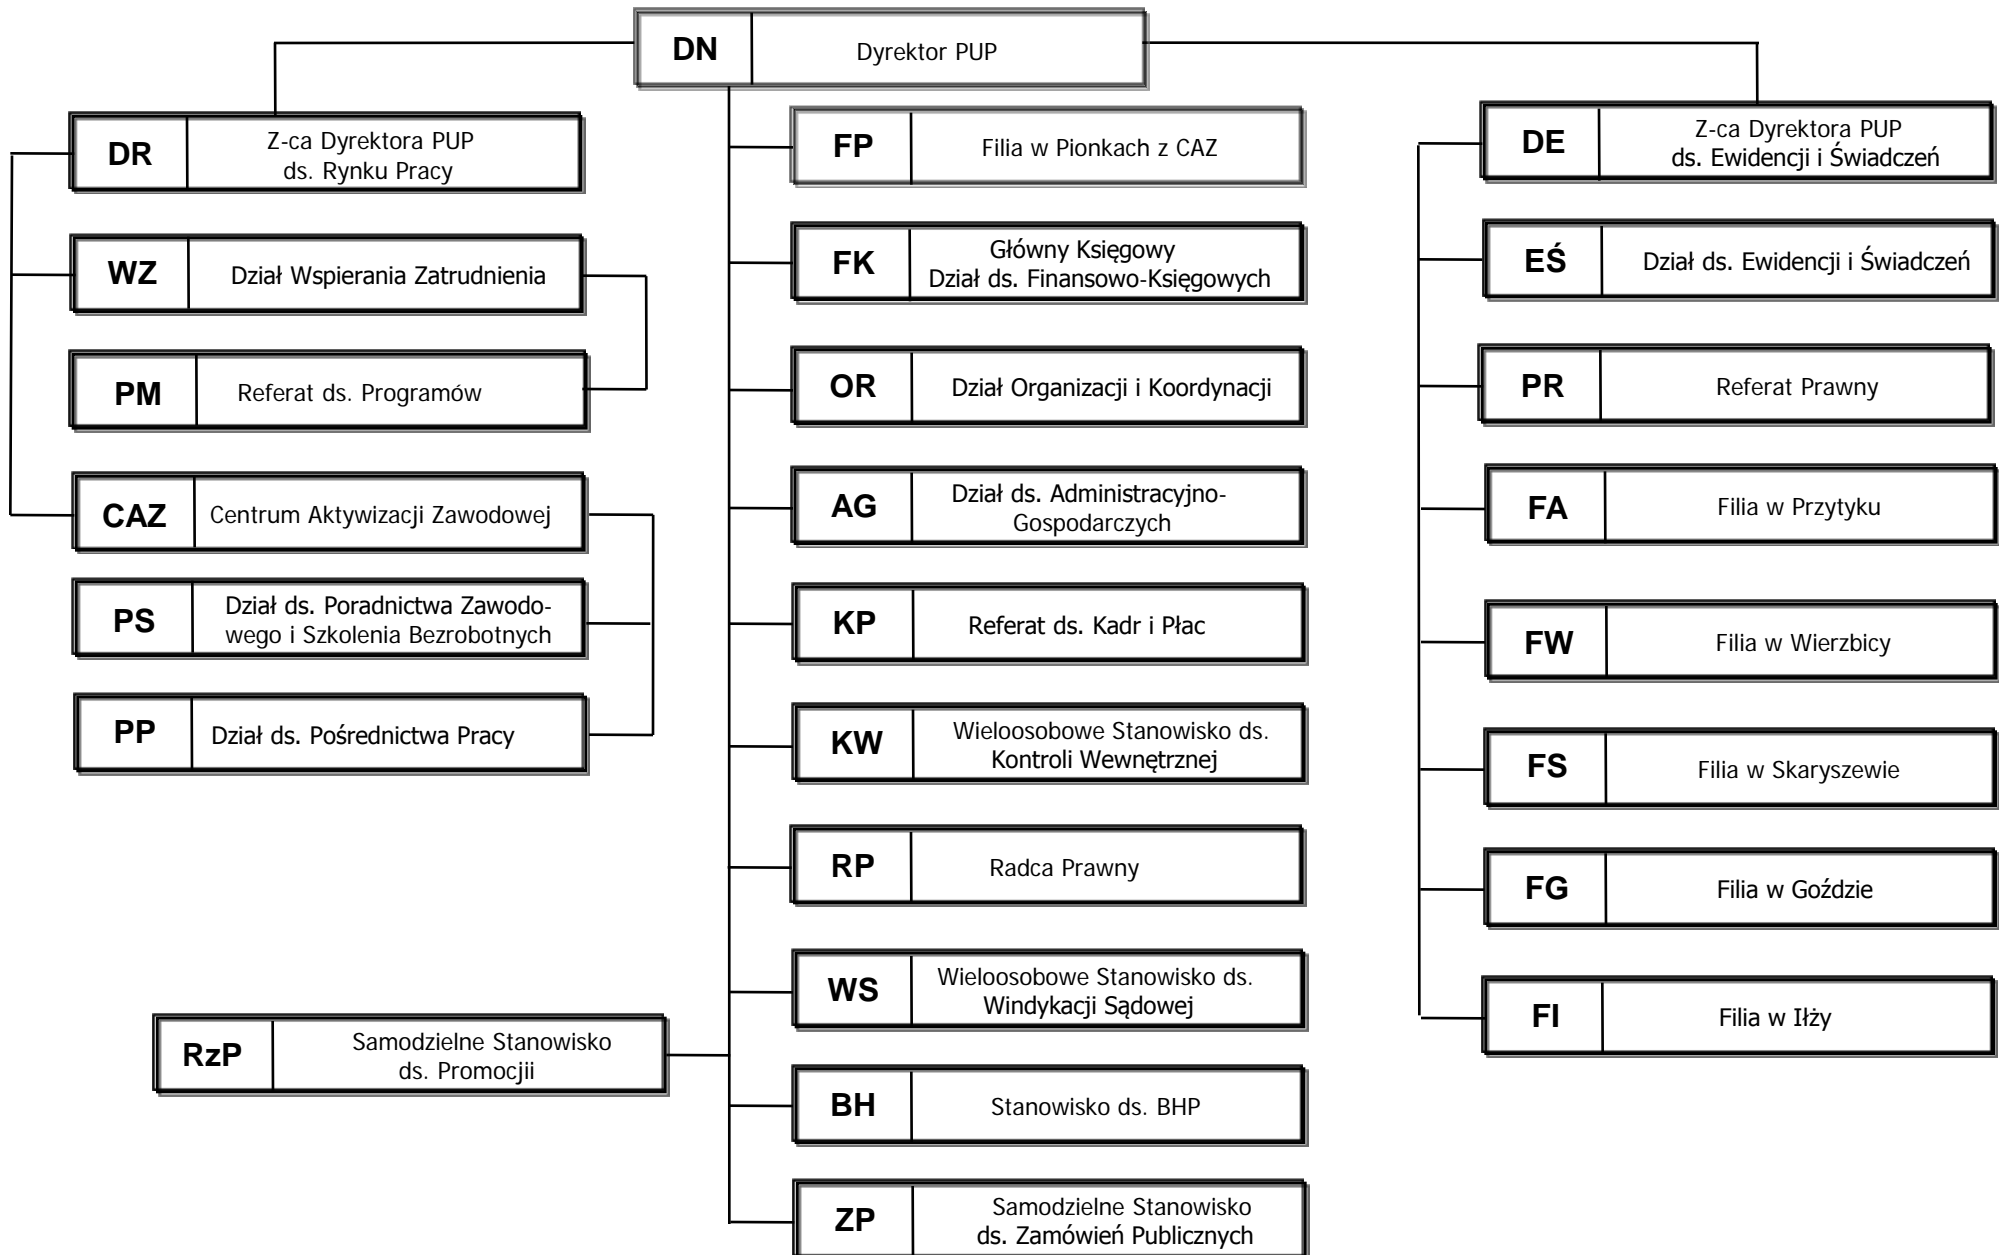 DN
Dyrektor PUP
DR
Z-ca Dyrektora PUP
ds. Rynku Pracy
WZ
Dział Wspierania Zatrudnienia
PM
Referat ds. Programów
CAZ
Centrum Aktywizacji Zawodowej
PS
Dział ds. Poradnictwa Zawodo-
wego i Szkolenia Bezrobotnych
PP
Dział ds. Pośrednictwa Pracy
RzP
Samodzielne Stanowisko
ds. Promocjii
FP
Filia w Pionkach z CAZ
FK
Główny Księgowy
Dział ds. Finansowo-Księgowych
OR
Dział Organizacji i Koordynacji
AG
Dział ds. Administracyjno-
Gospodarczych
KP
Referat ds. Kadr i Płac
KW
Wieloosobowe Stanowisko ds.
Kontroli Wewnętrznej
RP
Radca Prawny
WS
Wieloosobowe Stanowisko ds.
Windykacji Sądowej
BH
Stanowisko ds. BHP
ZP
Samodzielne Stanowisko
ds. Zamówień Publicznych
DE
Z-ca Dyrektora PUP
ds. Ewidencji i Świadczeń
EŚ
Dział ds. Ewidencji i Świadczeń
PR
Referat Prawny
FA
Filia w Przytyku
FW
Filia w Wierzbicy
FS
Filia w Skaryszewie
FG
Filia w Goździe
FI
Filia w Iłży